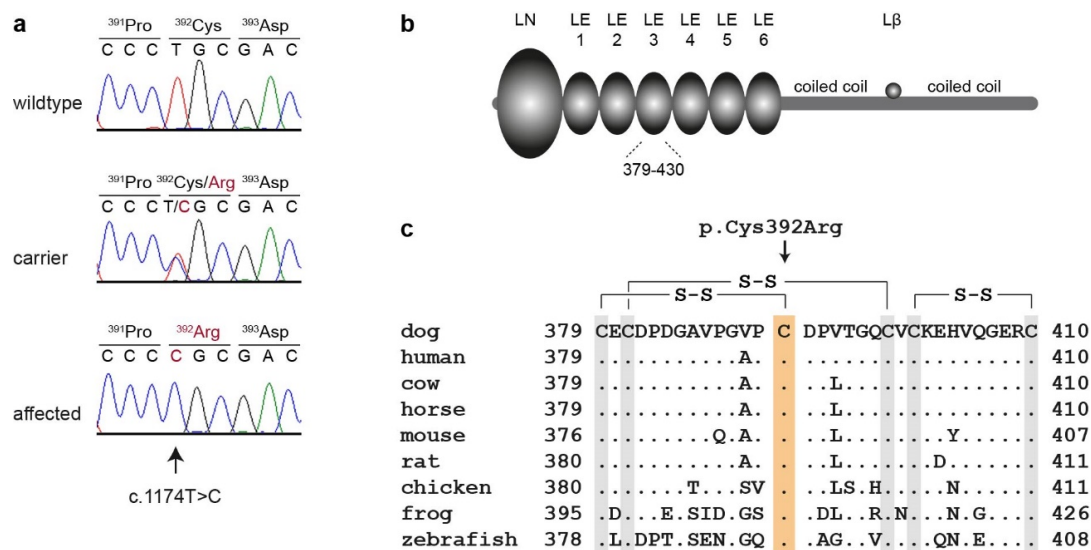 a
391Pro 392Cys 393Asp
C C C T G C G A C
wildtype
391Pro 392Cys/Arg 393Asp
C C C T/C G C G A C
carrier
391Pro 392Arg 393Asp
C C C C G C G A C
affected
c.1174T>C
b
LN LE LE LE LE LE LE Lβ
1 2 3 4 5 6
coiled coil coiled coil
379-430
c
p.Cys392Arg
S-S
S-S S-S
dog 379 CECDPDGAVPGVP C DPVTGQCVCKEHVQGERC 410
human 379 ...........A. . .................. 410
cow 379 ...........A. . ..L............... 410
horse 379 ...........A. . ..L............... 410
mouse 376 .........Q.A. . ..L........Y...... 407
rat 380 ...........A. . ..L.......D....... 411
chicken 380 .......T...SV . ..LS.H.....N...... 411
frog 395 .D...E.SID.GS . .DL..R.N...N.G.... 426
zebrafish 378 .L.DPT.SEN.GQ . .AG..V....QN.E.... 408